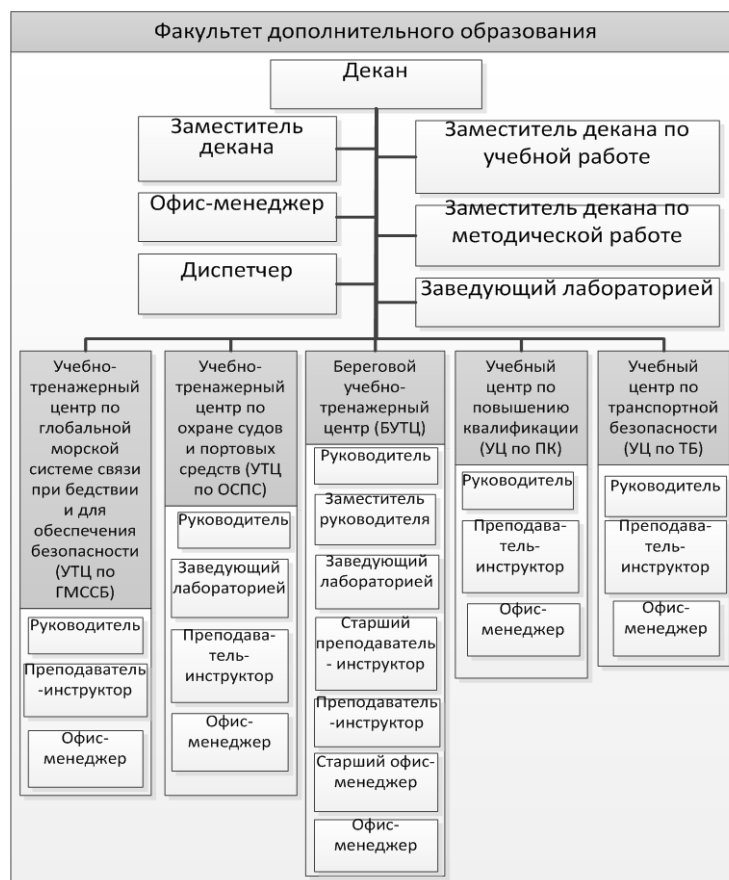 Факультет дополнительного образования
Декан
Заместитель
декана
Заместитель декана по
учебной работе
Офис-менеджер
Заместитель декана по
методической работе
Диспетчер
Заведующий лабораторией
Учебно-
тренажерный
центр по
глобальной
морской
системе связи
при бедствии
и для
обеспечения
безопасности
(УТЦ по
ГМССБ)
Руководитель
Преподаватель
-инструктор
Офис-
менеджер
Учебно-
тренажерный
центр по
охране судов
и портовых
средств (УТЦ
по ОСПС)
Руководитель
Заведующий
лабораторией
Преподава-
тель-
инструктор
Офис-
менеджер
Береговой
учебно-
тренажерный
центр (БУТЦ)
Руководитель
Заместитель
руководителя
Заведующий
лабораторией
Старший
преподаватель
- инструктор
Преподаватель
-инструктор
Старший офис-
менеджер
Офис-
менеджер
Учебный
центр по
повышению
квалификации
(УЦ по ПК)
Руководитель
Преподава-
тель-
инструктор
Офис-
менеджер
Учебный
центр по
транспортной
безопасности
(УЦ по ТБ)
Руководитель
Преподава-
тель-
инструктор
Офис-
менеджер